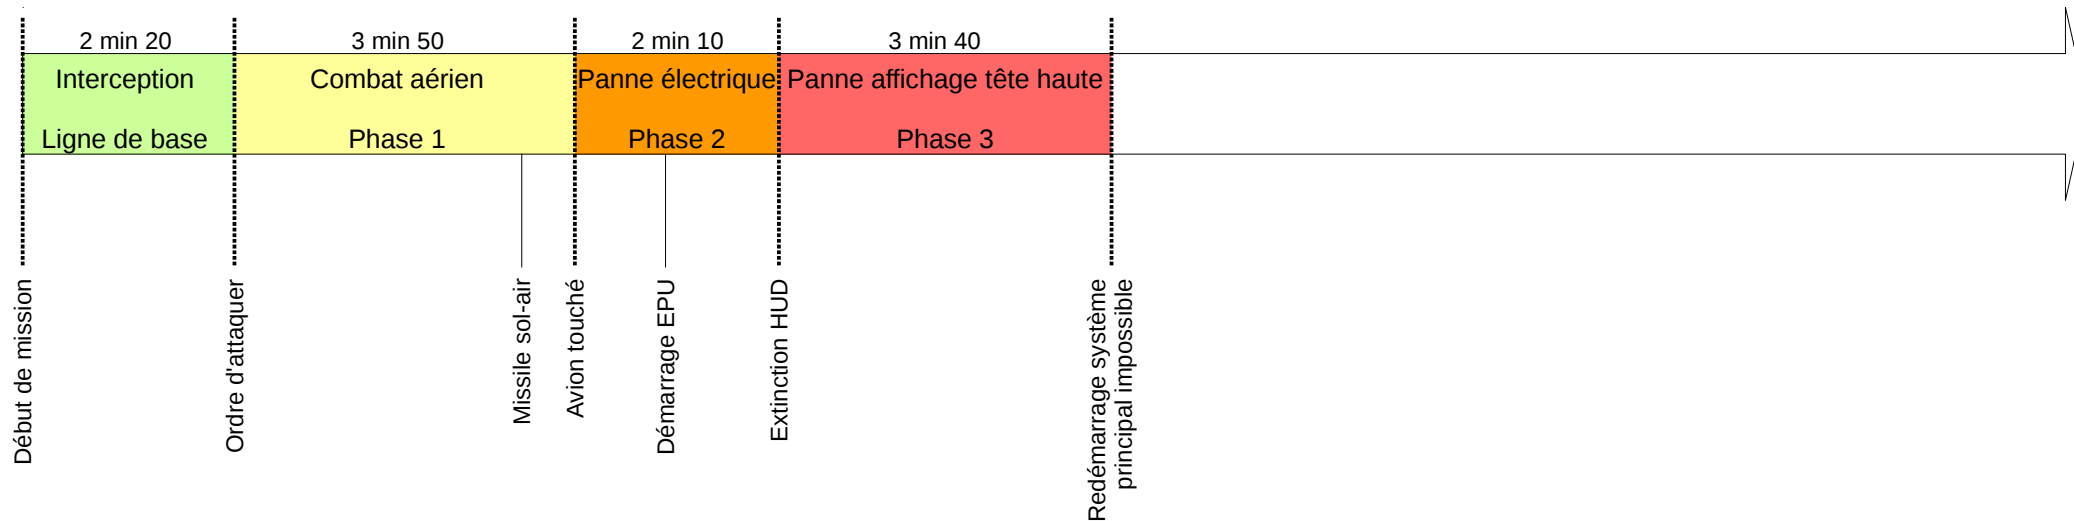 2 min 20
3 min 50
2 min 10
3 min 40
Interception
Combat aérien
Panne électrique
Panne affichage tête haute
Ligne de base
Phase 1
Phase 2
Phase 3
Début de mission
Ordre d'attaquer
Missile sol-air
Avion touché
Démarrage EPU
Extinction HUD
Redémarrage système
principal impossible